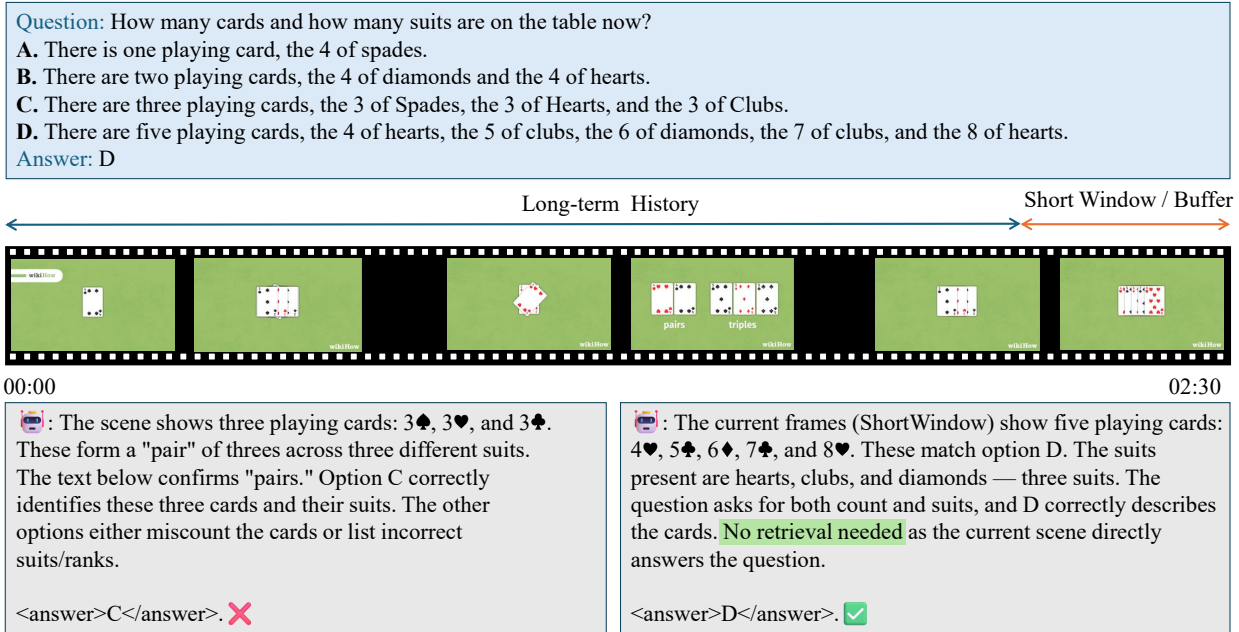 Question: How many cards and how many suits are on the table now?
A. There is one playing card, the 4 of spades.
B. There are two playing cards, the 4 of diamonds and the 4 of hearts.
C. There are three playing cards, the 3 of Spades, the 3 of Hearts, and the 3 of Clubs.
D. There are five playing cards, the 4 of hearts, the 5 of clubs, the 6 of diamonds, the 7 of clubs, and the 8 of hearts.
Answer: D
Long-term History
Short Window / Buffer
wikiHow
wikiHow
wikiHow
pairs
triples
wikiHow
wikiHow
wikiHow
00:00
02:30
: The scene shows three playing cards: 3♠, 3♥, and 3♣.
These form a "pair" of threes across three different suits.
The text below confirms "pairs." Option C correctly
identifies these three cards and their suits. The other
options either miscount the cards or list incorrect
suits/ranks.
<answer>C</answer>. ❌
: The current frames (ShortWindow) show five playing cards:
4♥, 5♣, 6♦, 7♣, and 8♥. These match option D. The suits
present are hearts, clubs, and diamonds — three suits. The
question asks for both count and suits, and D correctly describes
the cards. No retrieval needed as the current scene directly
answers the question.
<answer>D</answer>. ✅